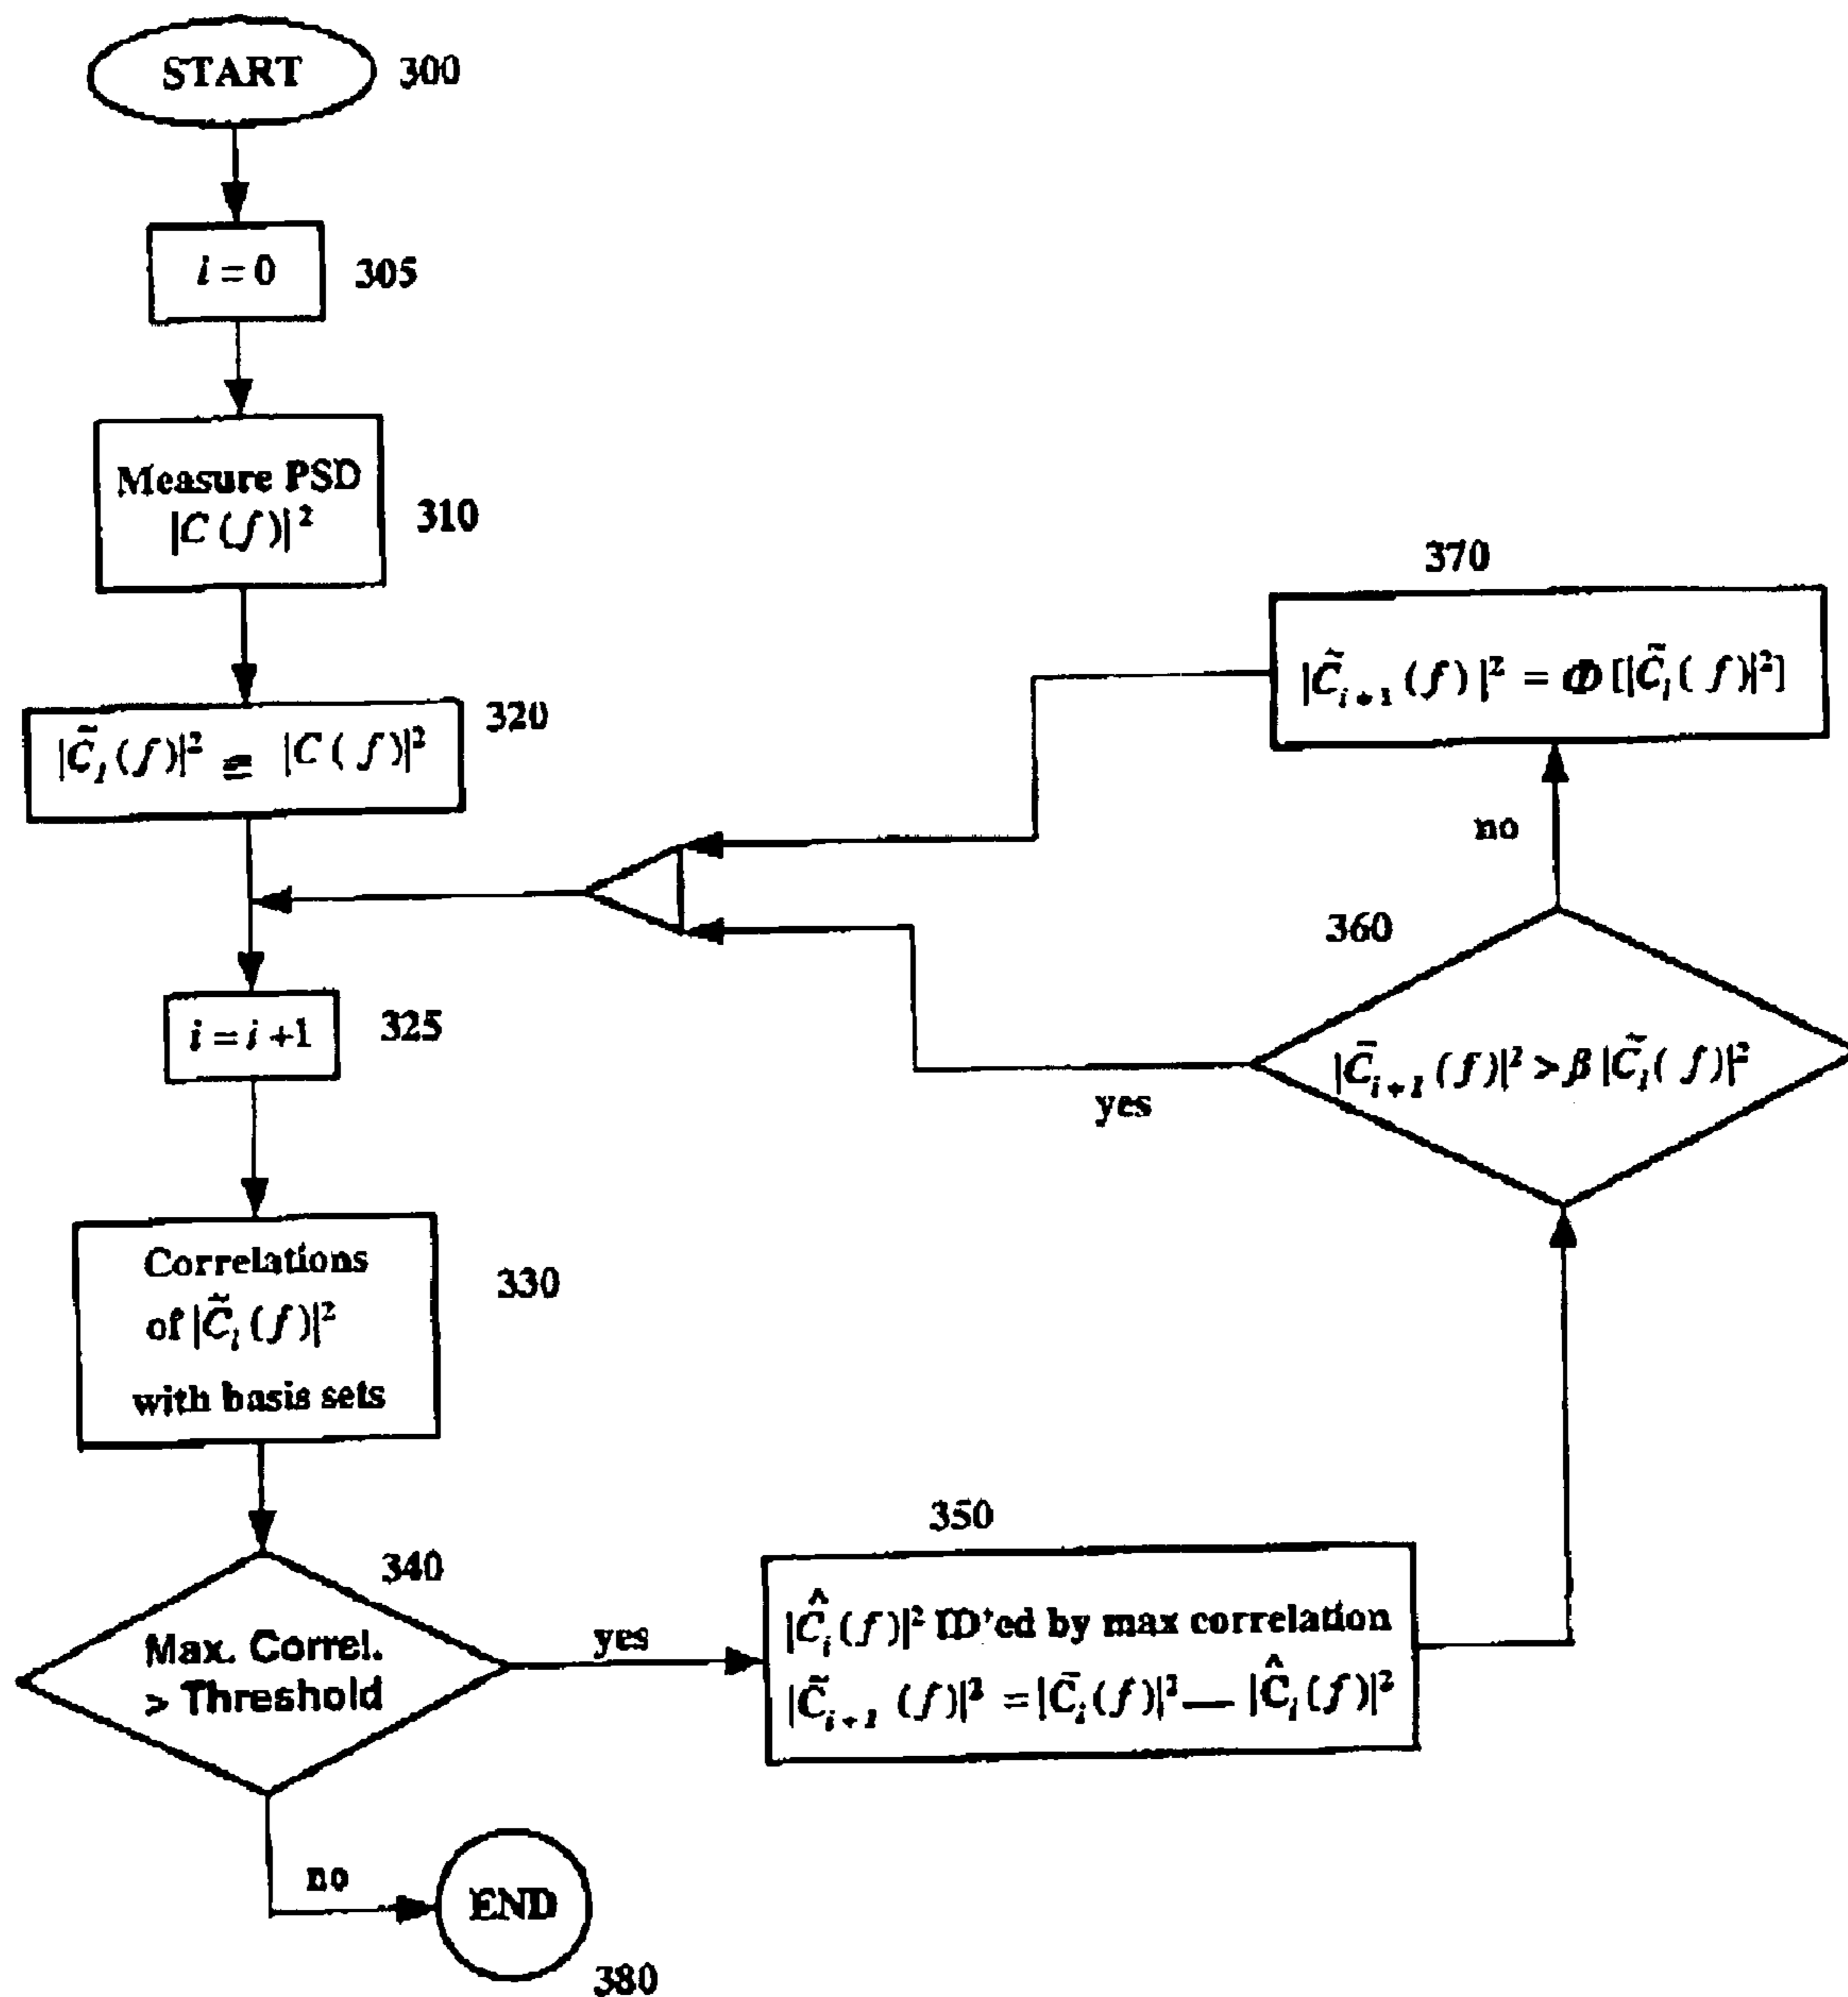 START
300
i = 0
305
Measure PSD
|C(f)|²
310
|C̃₁(f)|² ≡ |C(f)|²
320
i = i +1
325
Correlations
of |C̃ᵢ(f)|²
with basis sets
330
340
Max. Correl.
> Threshold
yes
no
END
380
350
|Ĉᵢ(f)|² ID'ed by max correlation
|C̃ᵢ₊₁(f)|² = |C̃ᵢ(f)|² — |Ĉᵢ(f)|²
360
|C̃ᵢ₊₁(f)|² > β |C̃ᵢ(f)|²
yes
no
370
|C̃ᵢ₊₁(f)|² = Φ [|C̃ᵢ(f)|²]